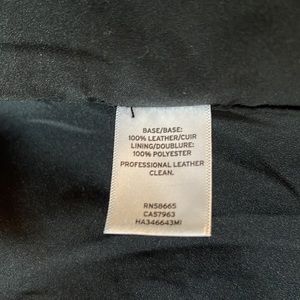 BASE/BASE:
100% LEATHER/CUIR
LINING/DOUBLURE:
100% POLYESTER
PROFESSIONAL LEATHER
CLEAN.
RN58665
CA57963
HA346643MI